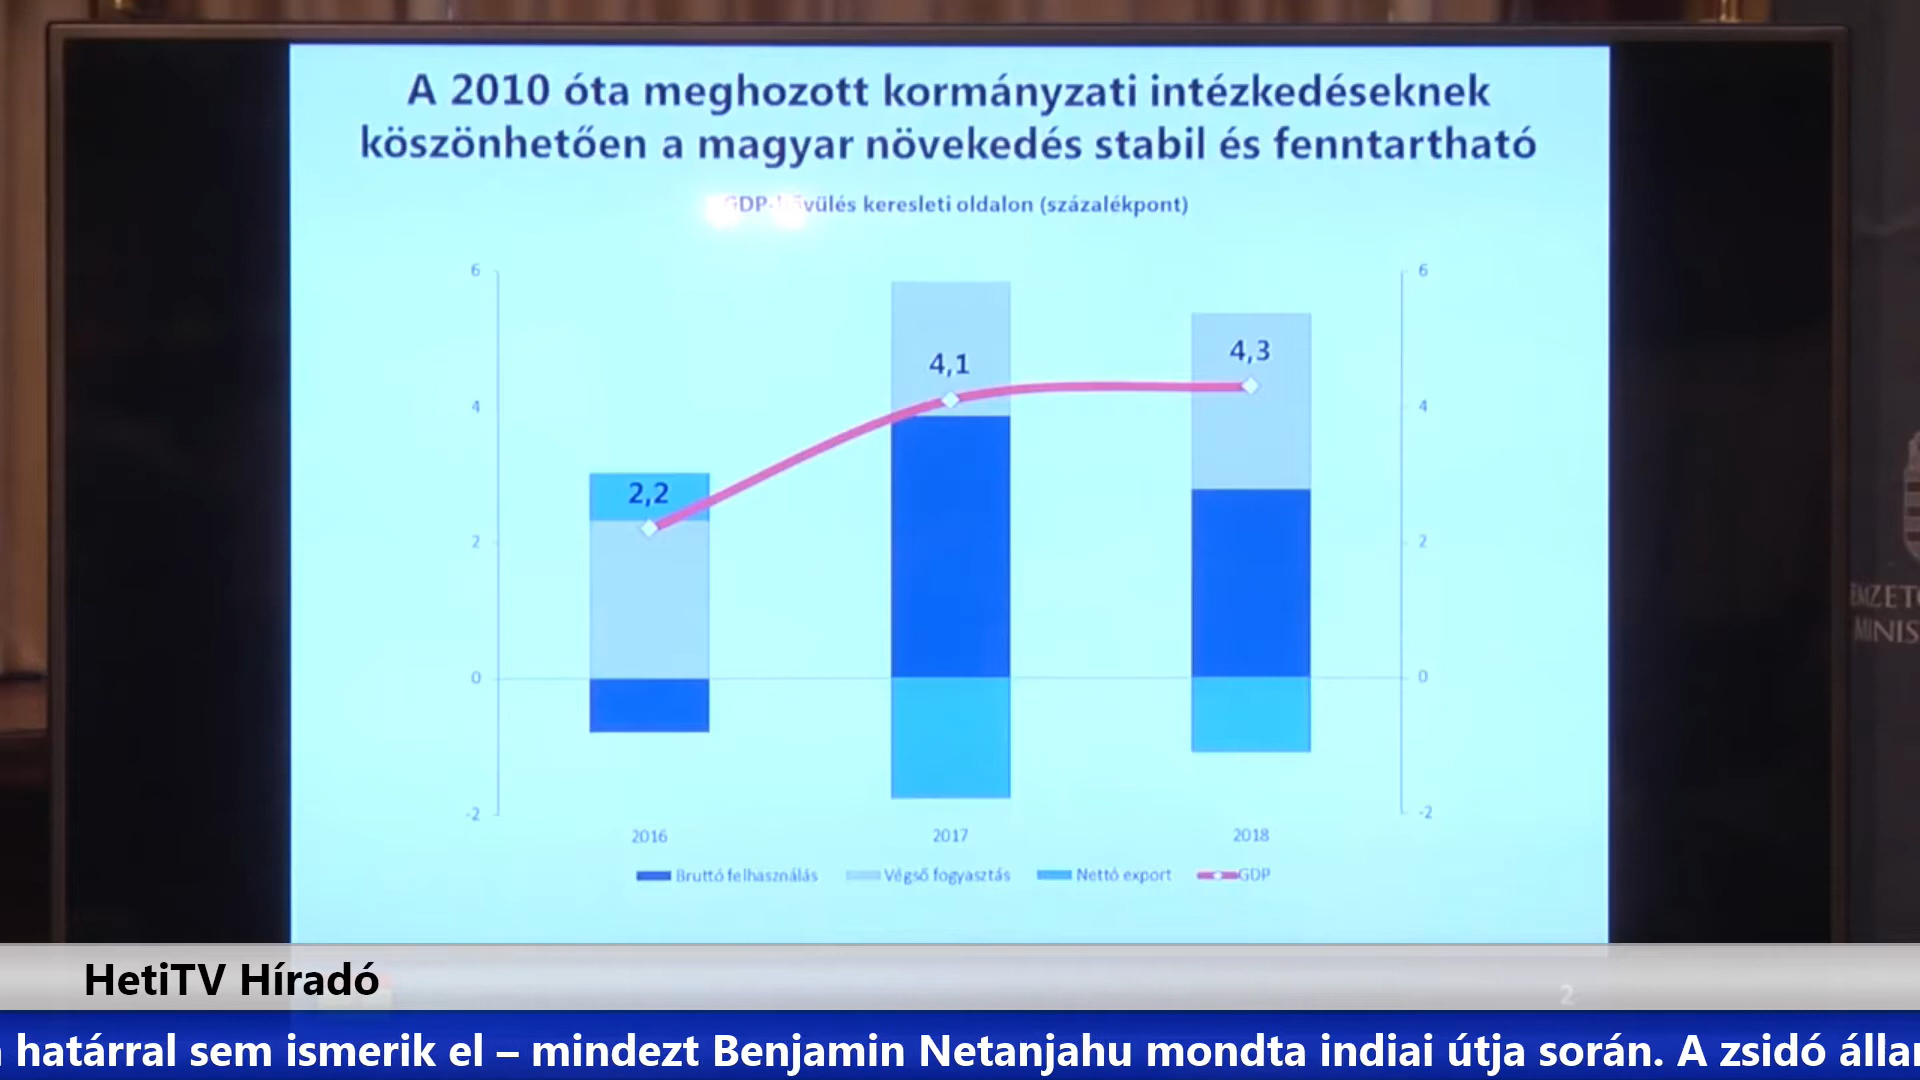 A 2010 óta meghozott kormányzati intézkedéseknek
köszönhetően a magyar növekedés stabil és fenntartható
keresleti oldalon (százalékpont)
6
6
4,1
4,3
4
4
2,2
2
2
0
0
-2
-2
2016
2017
2018
Bruttó felhasználás
Végső fogyasztás
Nettó export
GDP
HetiTV Híradó
2
határral sem ismerik el – mindezt Benjamin Netanjahu mondta indiai útja során. A zsidó